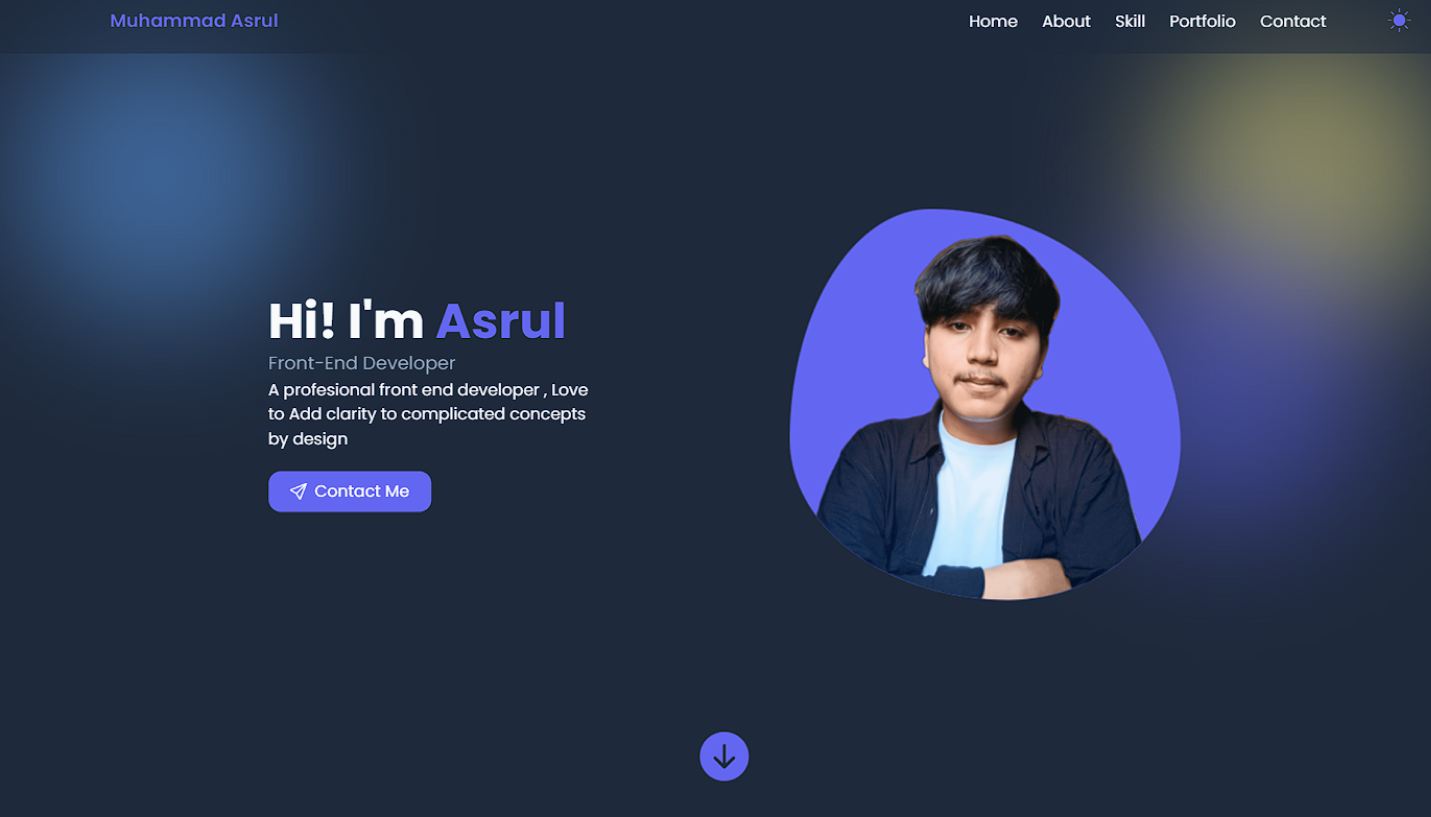 Muhammad Asrul
Home About Skill Portfolio Contact
Hi! I'm Asrul
Front-End Developer
A profesional front end developer , Love
to Add clarity to complicated concepts
by design
Contact Me